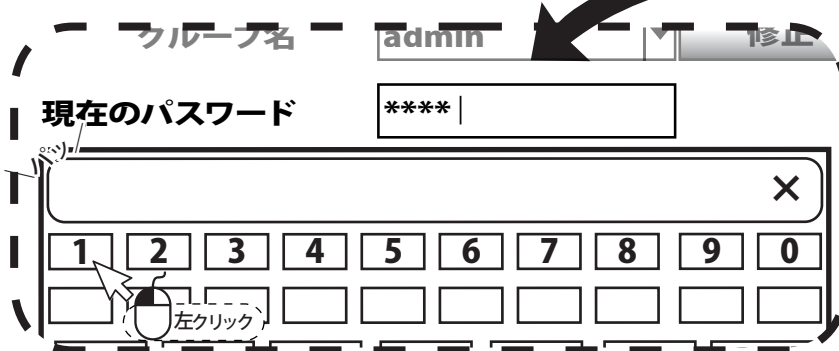 グループ名 admin ▼ 修正
現在のパスワード ****
パッ
×
1 2 3 4 5 6 7 8 9 0
左クリック